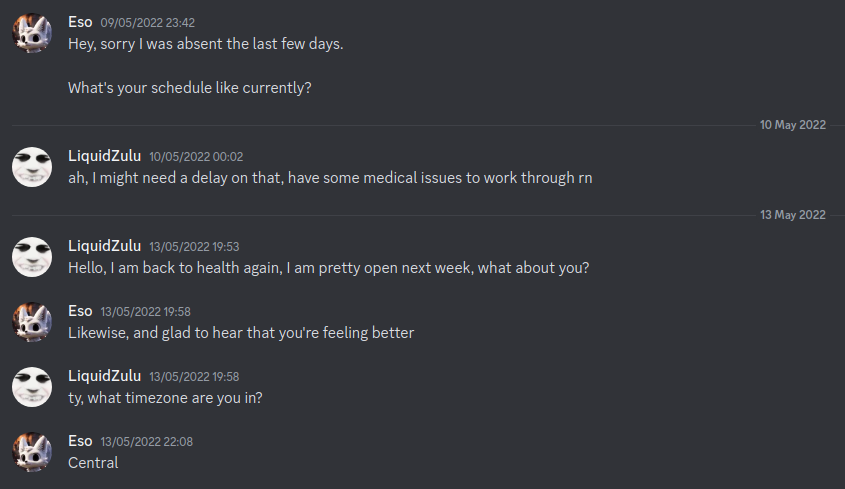 Eso 09/05/2022 23:42
Hey, sorry I was absent the last few days.
What's your schedule like currently?
10 May 2022
LiquidZulu 10/05/2022 00:02
ah, I might need a delay on that, have some medical issues to work through rn
13 May 2022
LiquidZulu 13/05/2022 19:53
Hello, I am back to health again, I am pretty open next week, what about you?
Eso 13/05/2022 19:58
Likewise, and glad to hear that you're feeling better
LiquidZulu 13/05/2022 19:58
ty, what timezone are you in?
Eso 13/05/2022 22:08
Central